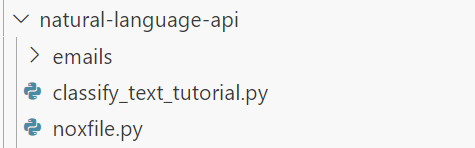 natural-language-api
emails
classify_text_tutorial.py
noxfile.py